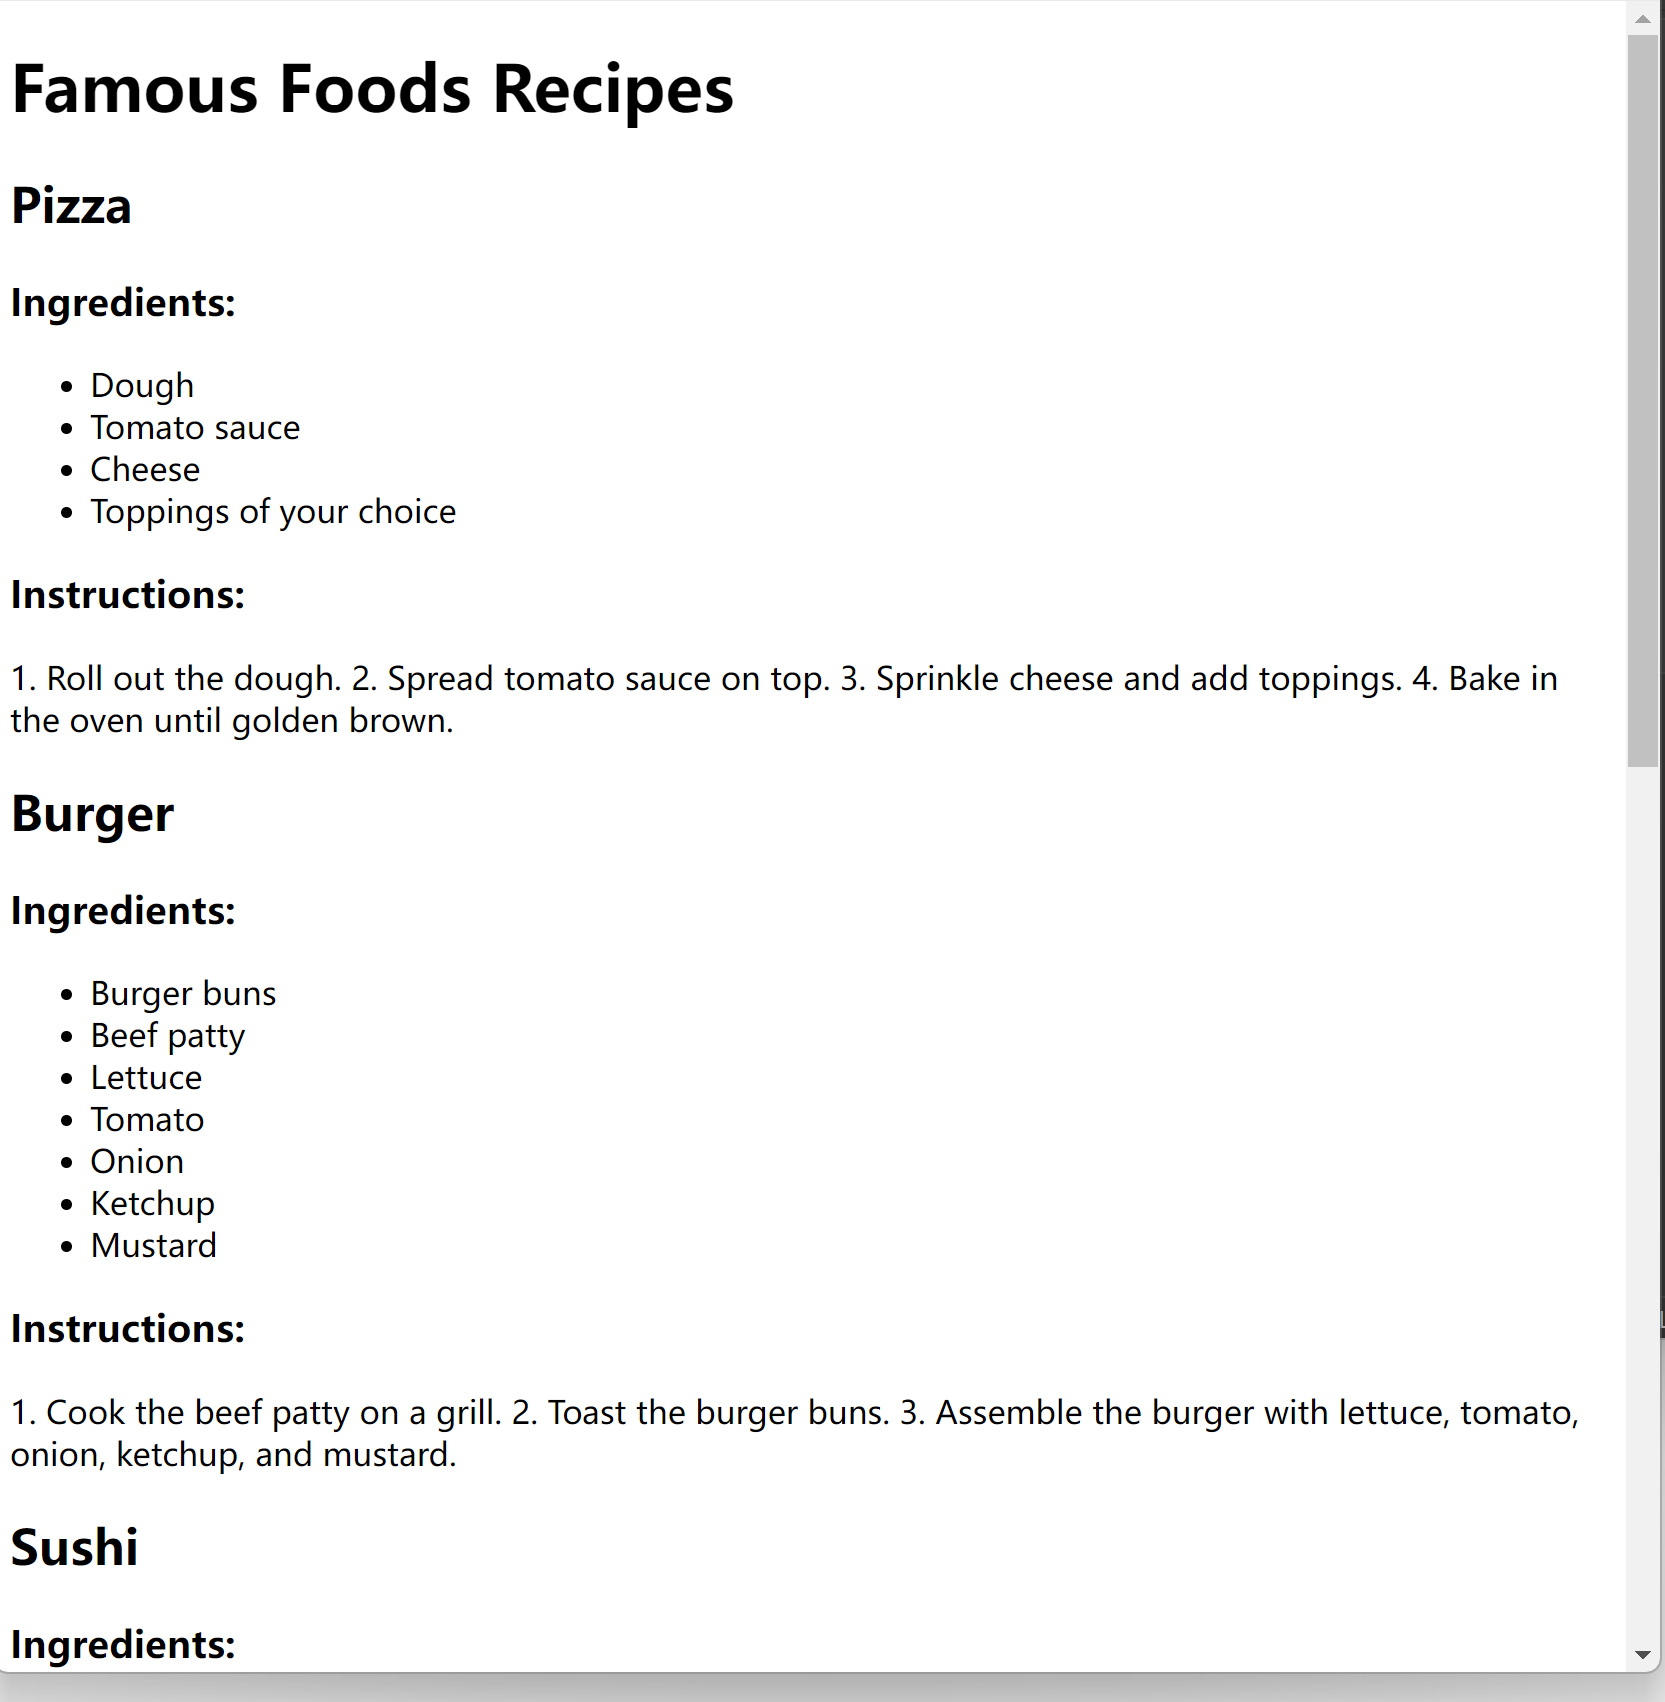 Famous Foods Recipes
Pizza
Ingredients:
• Dough
• Tomato sauce
• Cheese
• Toppings of your choice
Instructions:
1. Roll out the dough. 2. Spread tomato sauce on top. 3. Sprinkle cheese and add toppings. 4. Bake in
the oven until golden brown.
Burger
Ingredients:
• Burger buns
• Beef patty
• Lettuce
• Tomato
• Onion
• Ketchup
• Mustard
Instructions:
1. Cook the beef patty on a grill. 2. Toast the burger buns. 3. Assemble the burger with lettuce, tomato,
onion, ketchup, and mustard.
Sushi
Ingredients: